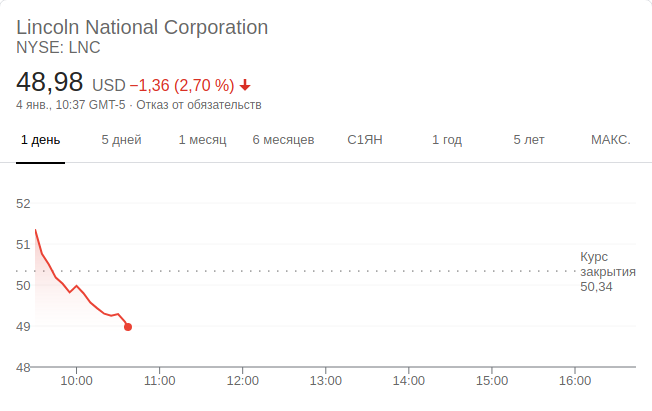 Lincoln National Corporation
NYSE: LNC
48,98 USD −1,36 (2,70 %)
4 янв., 10:37 GMT-5 · Отказ от обязательств
1 день 5 дней 1 месяц 6 месяцев С1ЯН 1 год 5 лет МАКС.
52
51
Курс
закрытия
50,34
50
49
48
10:00 11:00 12:00 13:00 14:00 15:00 16:00